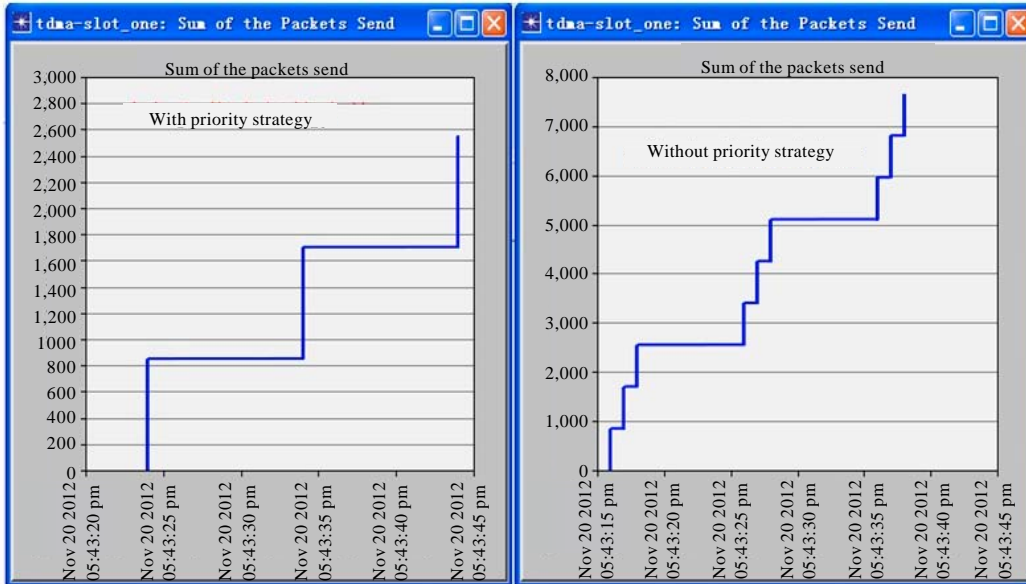 tdma-slot_one: Sum of the Packets Send
Sum of the packets send
With priority strategy
3,000
2,800
2,600
2,400
2,200
2,000
1,800
1,600
1,400
1,200
1000
800
600
400
200
0
Nov 20 2012
05:43:20 pm
Nov 20 2012
05:43:25 pm
Nov 20 2012
05:43:30 pm
Nov 20 2012
05:43:35 pm
Nov 20 2012
05:43:40 pm
Nov 20 2012
05:43:45 pm
tdma-slot_one: Sum of the Packets Send
Sum of the packets send
Without priority strategy
8,000
7,000
6,000
5,000
4,000
3,000
2,000
1,000
0
Nov 20 2012
05:43:15 pm
Nov 20 2012
05:43:20 pm
Nov 20 2012
05:43:25 pm
Nov 20 2012
05:43:30 pm
Nov 20 2012
05:43:35 pm
Nov 20 2012
05:43:40 pm
Nov 20 2012
05:43:45 pm